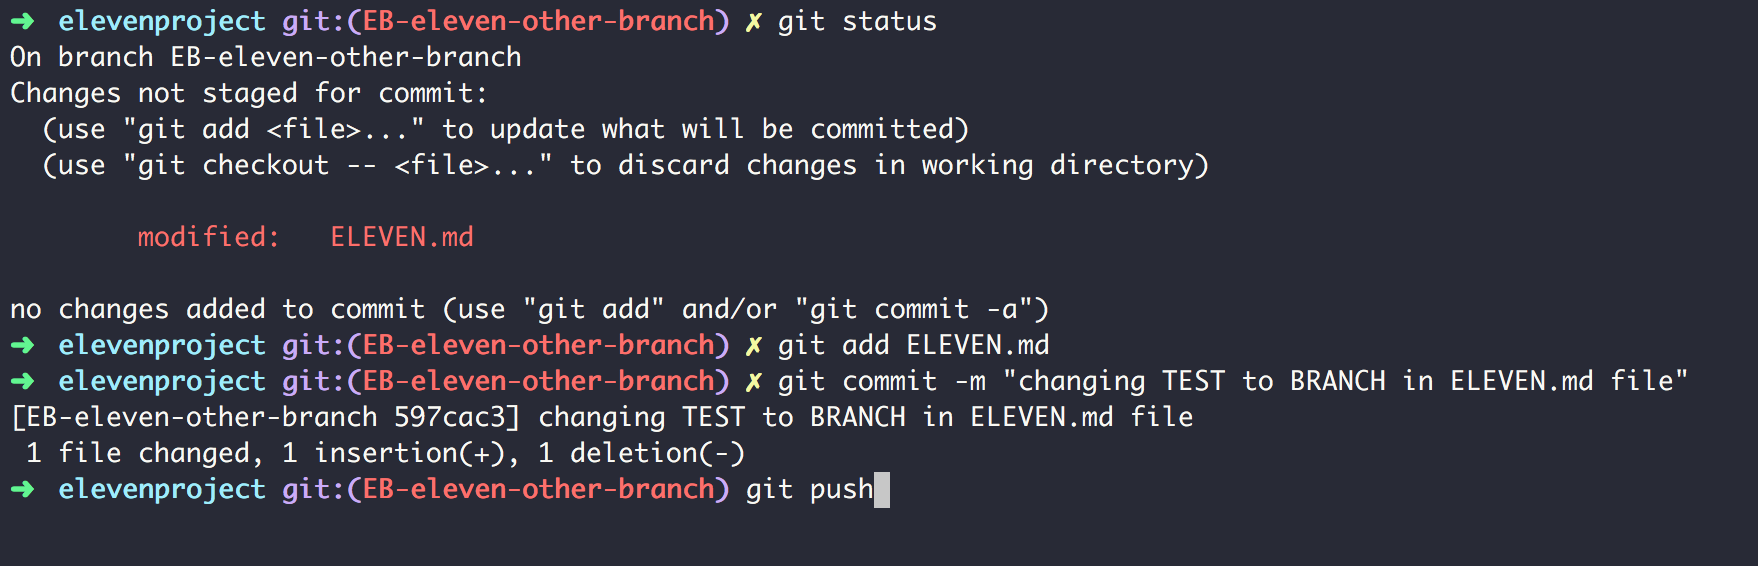 ➜  elevenproject git:(EB-eleven-other-branch) ✗ git status
On branch EB-eleven-other-branch
Changes not staged for commit:
  (use "git add <file>..." to update what will be committed)
  (use "git checkout -- <file>..." to discard changes in working directory)
        modified:   ELEVEN.md
no changes added to commit (use "git add" and/or "git commit -a")
➜  elevenproject git:(EB-eleven-other-branch) ✗ git add ELEVEN.md
➜  elevenproject git:(EB-eleven-other-branch) ✗ git commit -m "changing TEST to BRANCH in ELEVEN.md file"
[EB-eleven-other-branch 597cac3] changing TEST to BRANCH in ELEVEN.md file
 1 file changed, 1 insertion(+), 1 deletion(-)
➜  elevenproject git:(EB-eleven-other-branch) git push